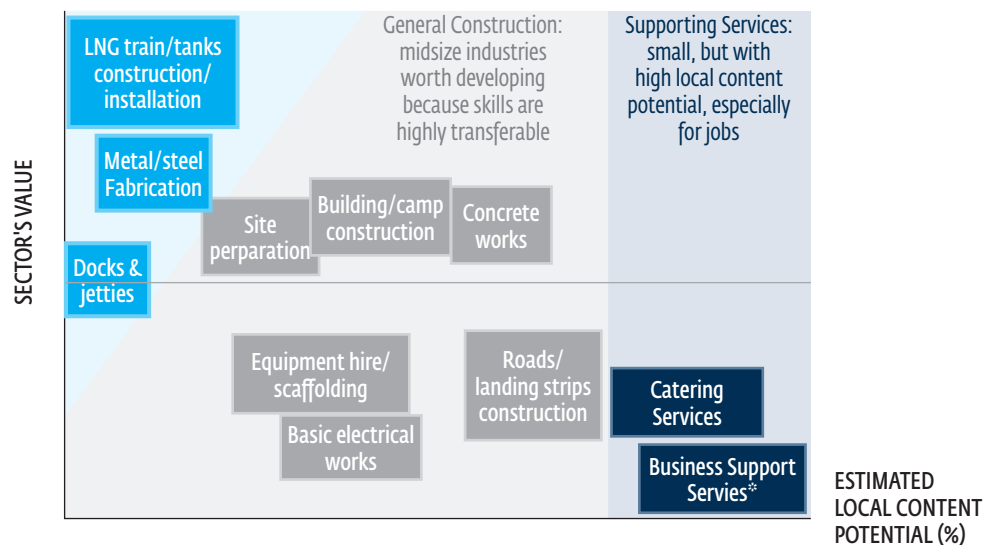 General Construction:
midsize industries
worth developing
because skills are
highly transferable
Supporting Services:
small, but with
high local content
potential, especially
for jobs
LNG train/tanks
construction/
installation
Metal/steel
Fabrication
Site
perparation
Building/camp
construction
Concrete
works
Docks &
jetties
SECTOR'S VALUE
Equipment hire/
scaffolding
Roads/
landing strips
construction
Basic electrical
works
Catering
Services
Business Support
Servies*
ESTIMATED
LOCAL CONTENT
POTENTIAL (%)